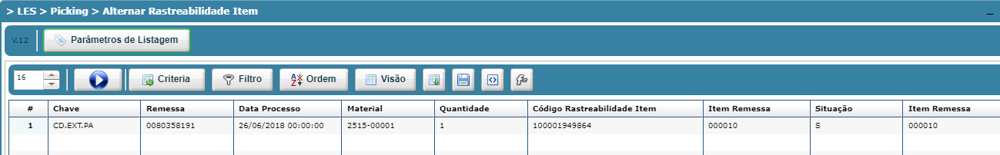 > LES > Picking > Alternar Rastreabilidade Item
V.12 Parâmetros de Listagem
16 Criteria Filtro Ordem Visão
# Chave Remessa Data Processo Material Quantidade Código Rastreabilidade Item Item Remessa Situação Item Remessa
1 CD.EXT.PA 0080358191 26/06/2018 00:00:00 2515-00001 1 100001949864 000010 S 000010